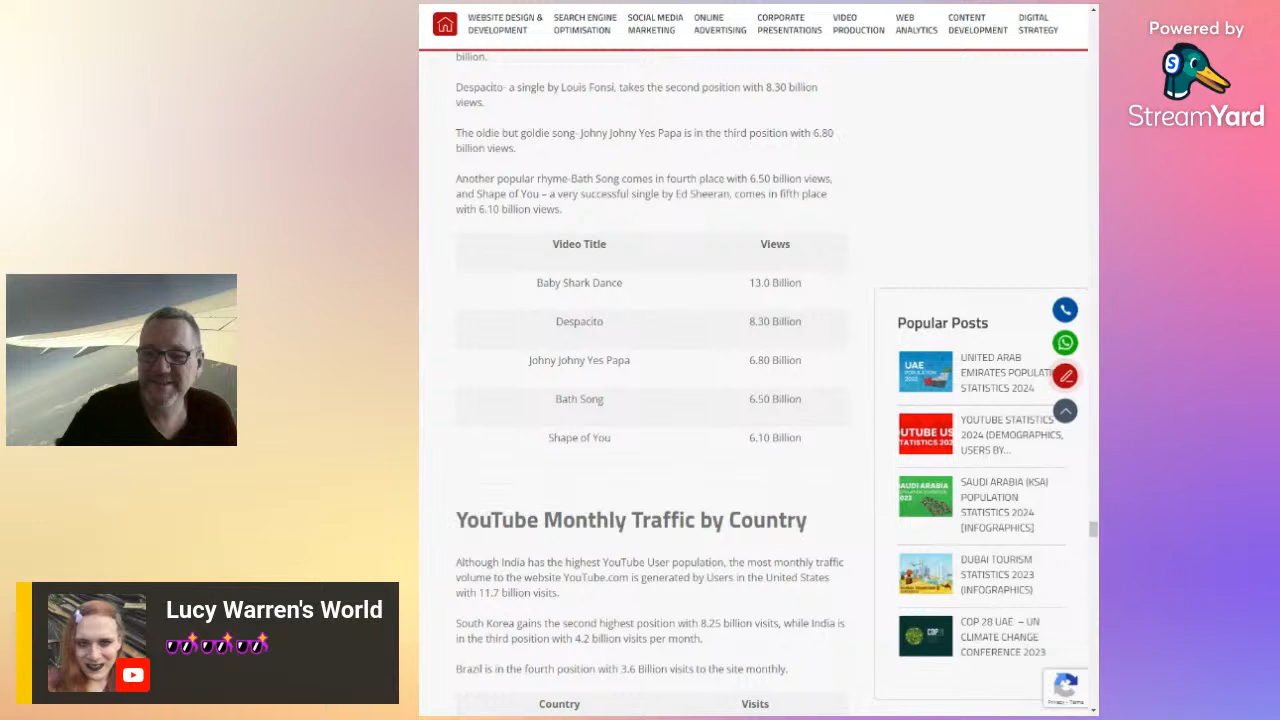 WEBSITE DESIGN &
DEVELOPMENT
SEARCH ENGINE
OPTIMISATION
SOCIAL MEDIA
MARKETING
ONLINE
ADVERTISING
CORPORATE
PRESENTATIONS
VIDEO
PRODUCTION
WEB
ANALYTICS
CONTENT
DEVELOPMENT
DIGITAL
STRATEGY
Powered by
StreamYard
billion.
Despacito- a single by Louis Fonsi, takes the second position with 8.30 billion
views.
The oldie but goldie song- Johny Johny Yes Papa is in the third position with 6.80
billion views.
Another popular rhyme-Bath Song comes in fourth place with 6.50 billion views,
and Shape of You – a very successful single by Ed Sheeran, comes in fifth place
with 6.10 billion views.
Video Title Views
Baby Shark Dance 13.0 Billion
Despacito 8.30 Billion
Johny Johny Yes Papa 6.80 Billion
Bath Song 6.50 Billion
Shape of You 6.10 Billion
YouTube Monthly Traffic by Country
Although India has the highest YouTube User population, the most monthly traffic
volume to the website YouTube.com is generated by Users in the United States
with 11.7 billion visits.
South Korea gains the second highest position with 8.25 billion visits, while India is
in the third position with 4.2 billion visits per month.
Brazil is in the fourth position with 3.6 Billion visits to the site monthly.
Country Visits
Popular Posts
UAE
POPULATION
UNITED ARAB
EMIRATES POPULATI
STATISTICS 2024
OUTUBE US
TATISTICS 202
YOUTUBE STATISTICS
2024 (DEMOGRAPHICS,
USERS BY...
SAUDI ARABIA
2023
SAUDI ARABIA (KSA)
POPULATION
STATISTICS 2024
[INFOGRAPHICS]
DUBAI TOURISM
STATISTICS 2023
(INFOGRAPHICS)
COP 28 UAE – UN
CLIMATE CHANGE
CONFERENCE 2023
Privacy - Terms
Lucy Warren's World